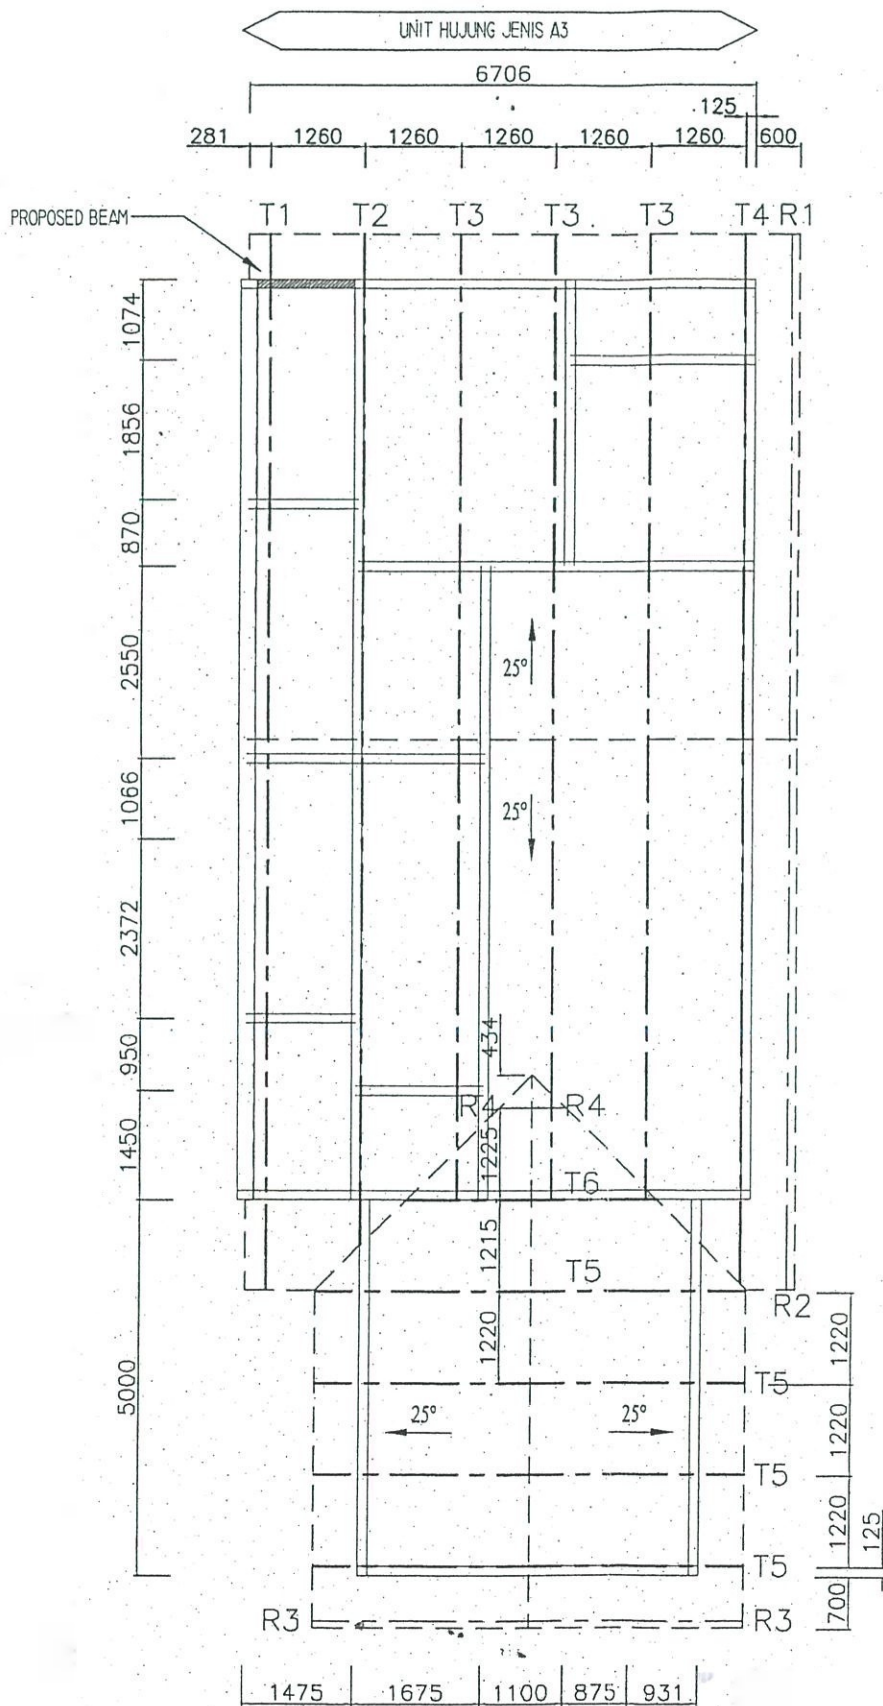 UNIT HUJUNG JENIS A3
6706
125
281 1260 1260 1260 1260 1260 600
PROPOSED BEAM
T1 T2 T3 T3 T3 T4 R1
1074
1856
870
2550
25°
1066
25°
2372
434
950
R4 R4
1450
1225
T6
1215
T5
R2
1220
1220
5000
T5
25° 25°
1220
T5
1220
125
T5
R3 R3
700
1475 1675 1100 875 931